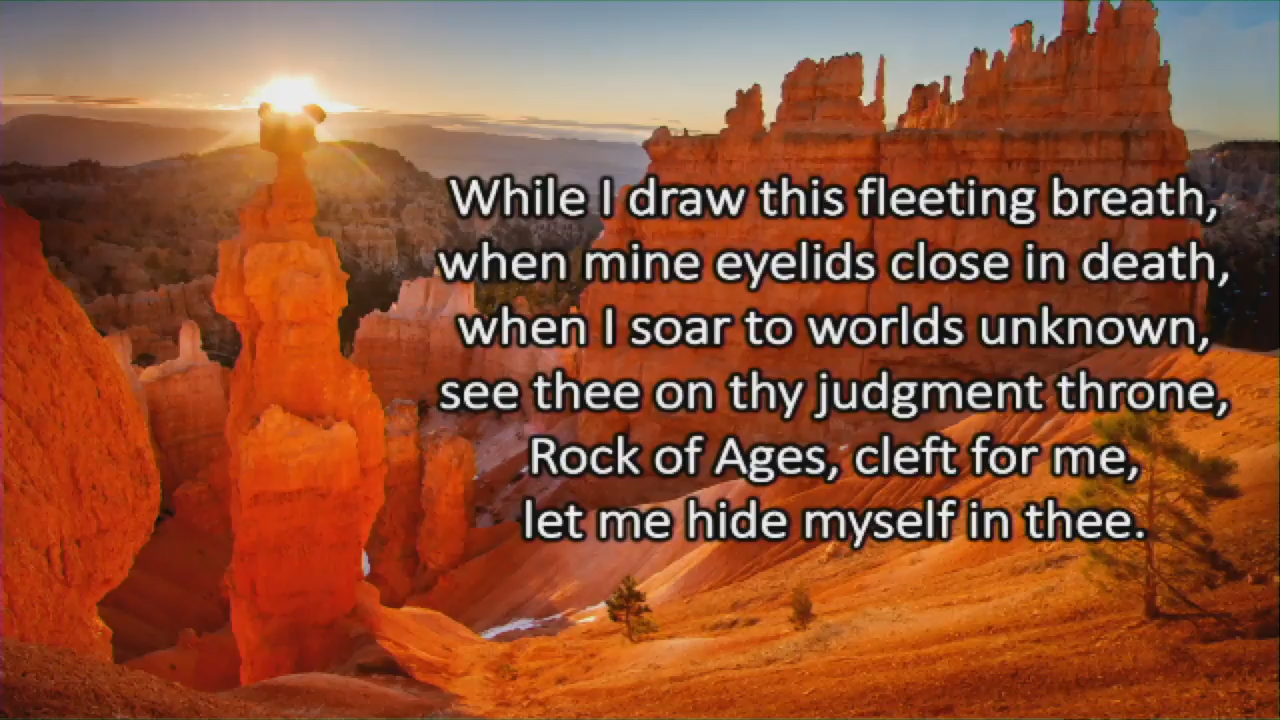 While I draw this fleeting breath,
when mine eyelids close in death,
when I soar to worlds unknown,
see thee on thy judgment throne,
Rock of Ages, cleft for me,
let me hide myself in thee.